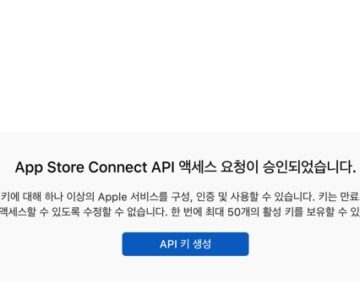 App Store Connect API 액세스 요청이 승인되었습니다.
키에 대해 하나 이상의 Apple 서비스를 구성, 인증 및 사용할 수 있습니다. 키는 만료
액세스할 수 있도록 수정할 수 없습니다. 한 번에 최대 50개의 활성 키를 보유할 수 있
API 키 생성